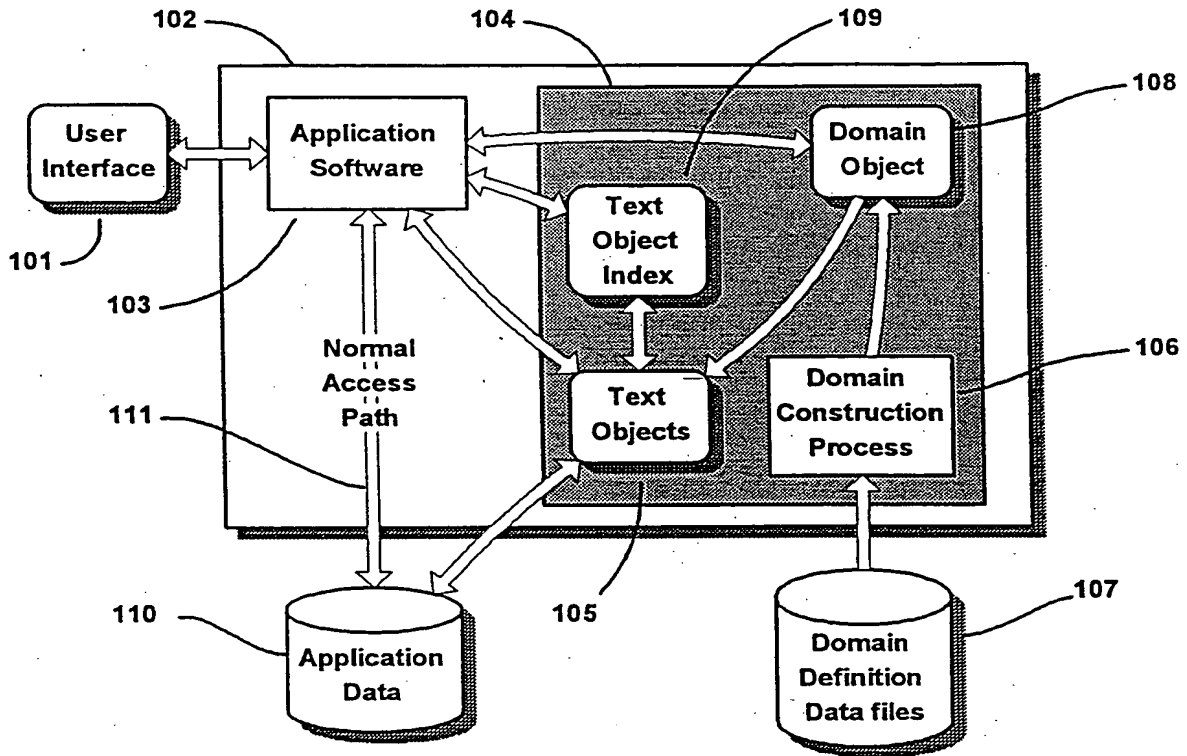 102
104
109
108
User
Interface
Application
Software
Domain
Object
Text
Object
Index
101
103
Normal
Access
Path
106
111
Text
Objects
Domain
Construction
Process
110
105
107
Application
Data
Domain
Definition
Data files